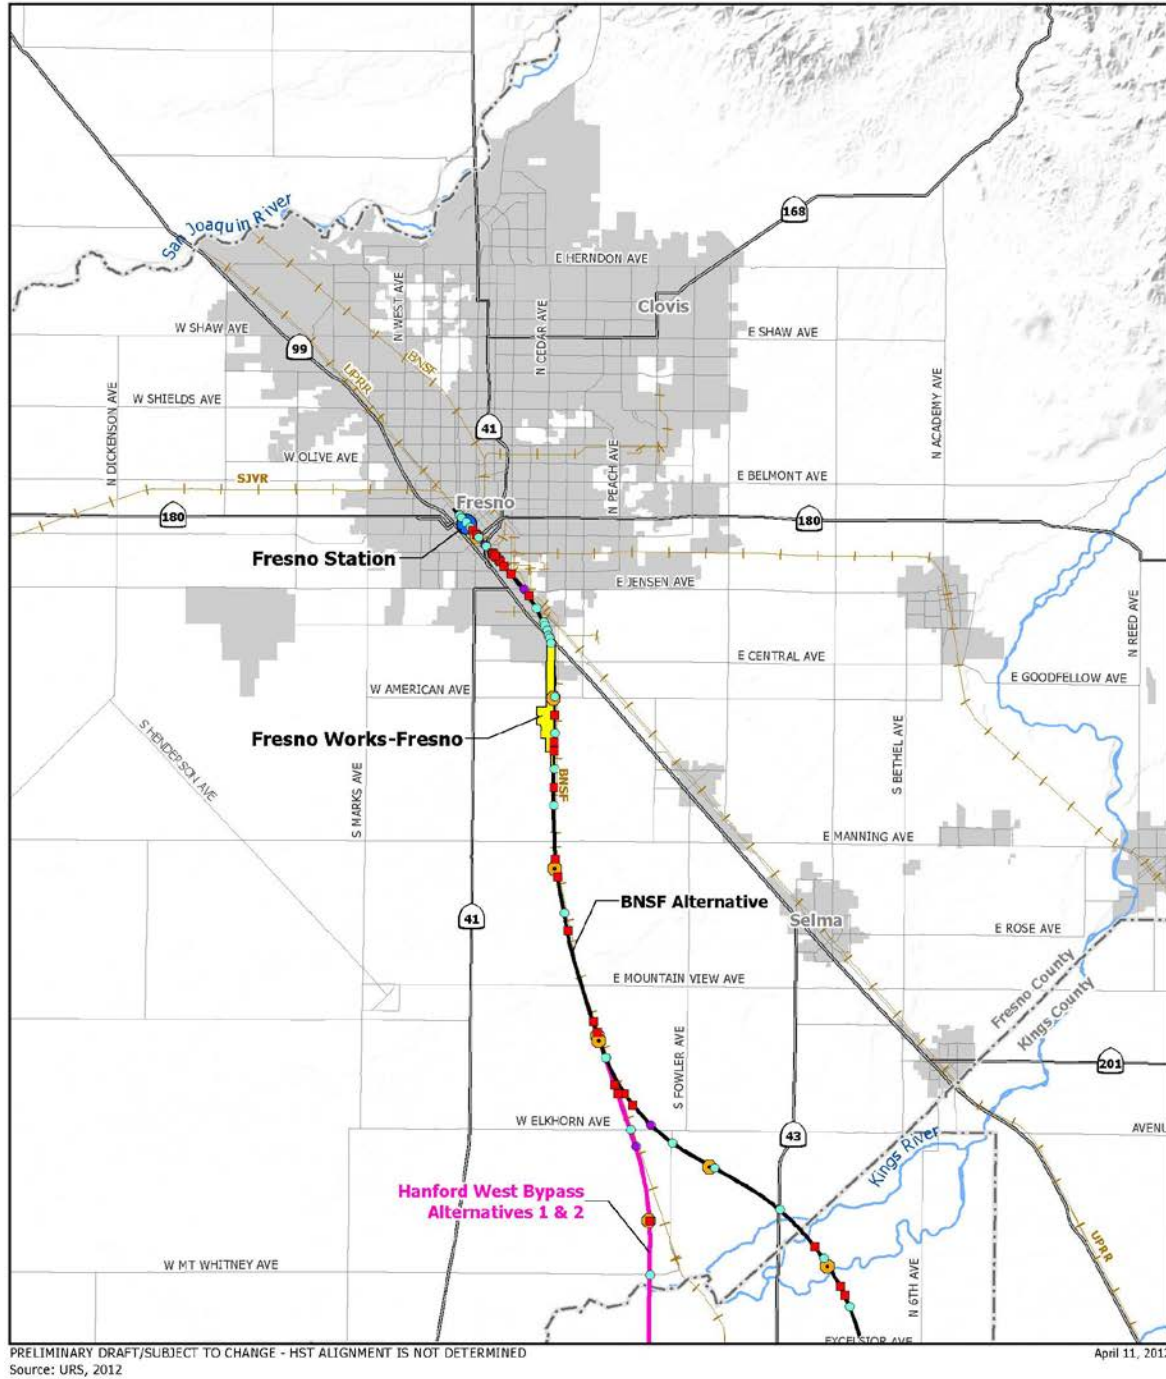 168
San Joaquin River
E HERNDON AVE
N WEST AVE
N CEDAR AVE
Clovis
W SHAW AVE
E SHAW AVE
99
BNSF
UPRR
N DICKENSON AVE
W SHIELDS AVE
N ACADEMY AVE
41
W OLIVE AVE
N PEACH AVE
SJVR
E BELMONT AVE
Fresno
180
180
Fresno Station
E JENSEN AVE
N REED AVE
E CENTRAL AVE
E GOODFELLOW AVE
W AMERICAN AVE
Fresno Works-Fresno
S HENDERSON AVE
S BETHEL AVE
BNSF
S MARKS AVE
E MANNING AVE
BNSF Alternative
41
Selma
E ROSE AVE
E MOUNTAIN VIEW AVE
Fresno County
Kings County
S FOWLER AVE
201
W ELKHORN AVE
43
AVENU
Kings River
Hanford West Bypass
Alternatives 1 & 2
UPRR
W MT WHITNEY AVE
N 6TH AVE
EXCELSIOR AVE
PRELIMINARY DRAFT/SUBJECT TO CHANGE - HST ALIGNMENT IS NOT DETERMINED
April 11, 2012
Source: URS, 2012